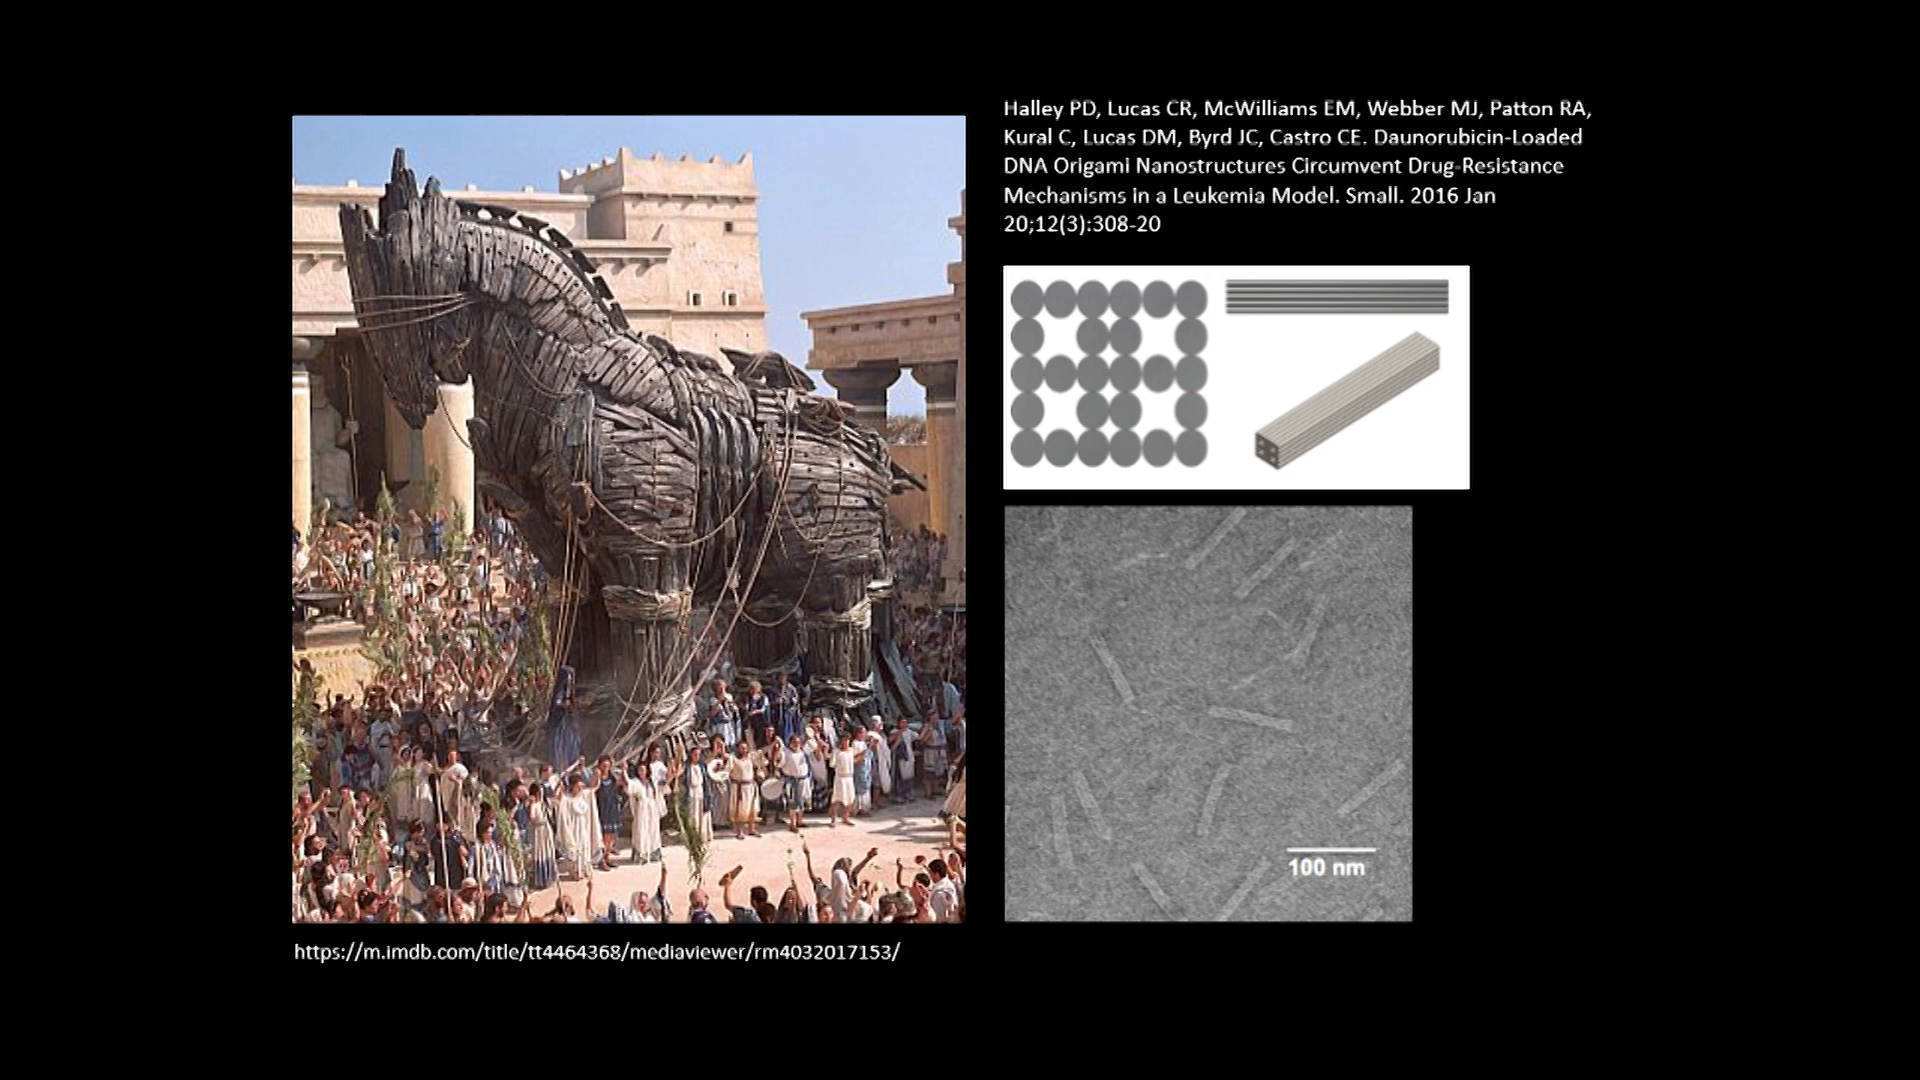 Halley PD, Lucas CR, McWilliams EM, Webber MJ, Patton RA,
Kural C, Lucas DM, Byrd JC, Castro CE. Daunorubicin-Loaded
DNA Origami Nanostructures Circumvent Drug-Resistance
Mechanisms in a Leukemia Model. Small. 2016 Jan
20;12(3):308-20
100 nm
https://m.imdb.com/title/tt4464368/mediaviewer/rm4032017153/